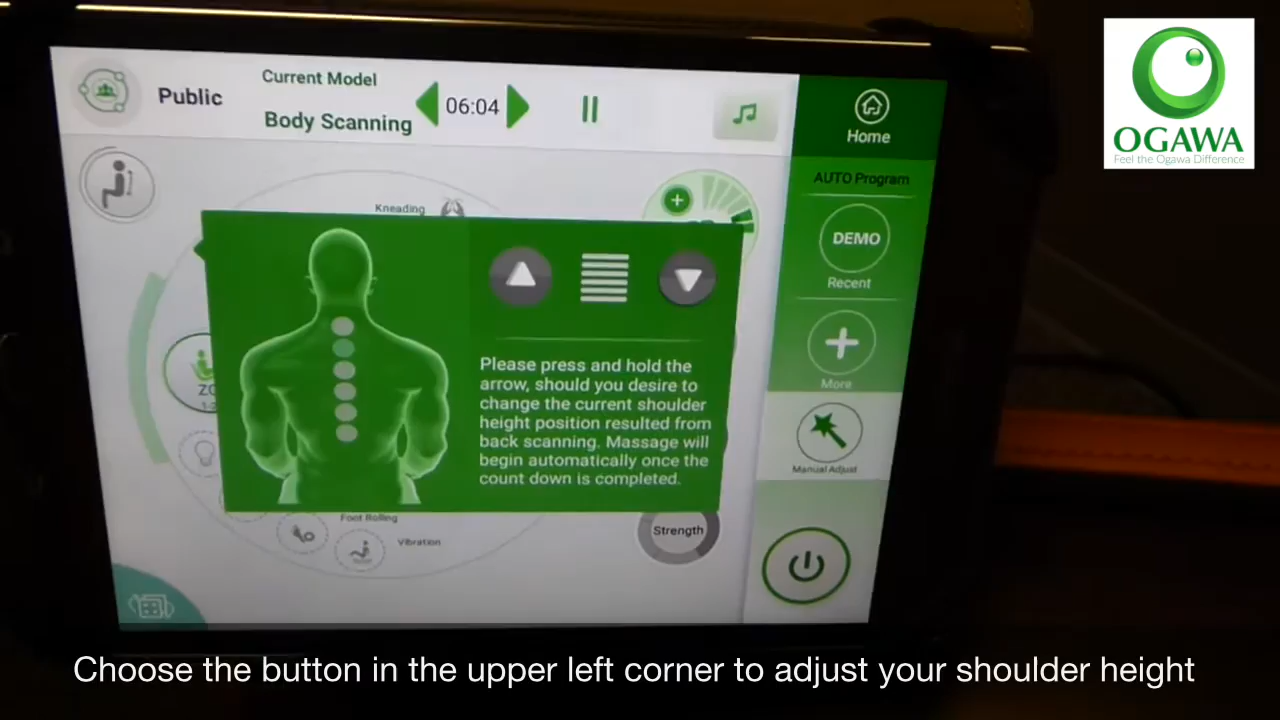 Public
Current Model
Body Scanning
06:04
Home
AUTO Program
DEMO
Recent
More
Manual Adjust
Kneading
Please press and hold the
arrow, should you desire to
change the current shoulder
height position resulted from
back scanning. Massage will
begin automatically once the
count down is completed.
Foot Rolling
Vibration
Strength
OGAWA
Feel the Ogawa Difference
Choose the button in the upper left corner to adjust your shoulder height